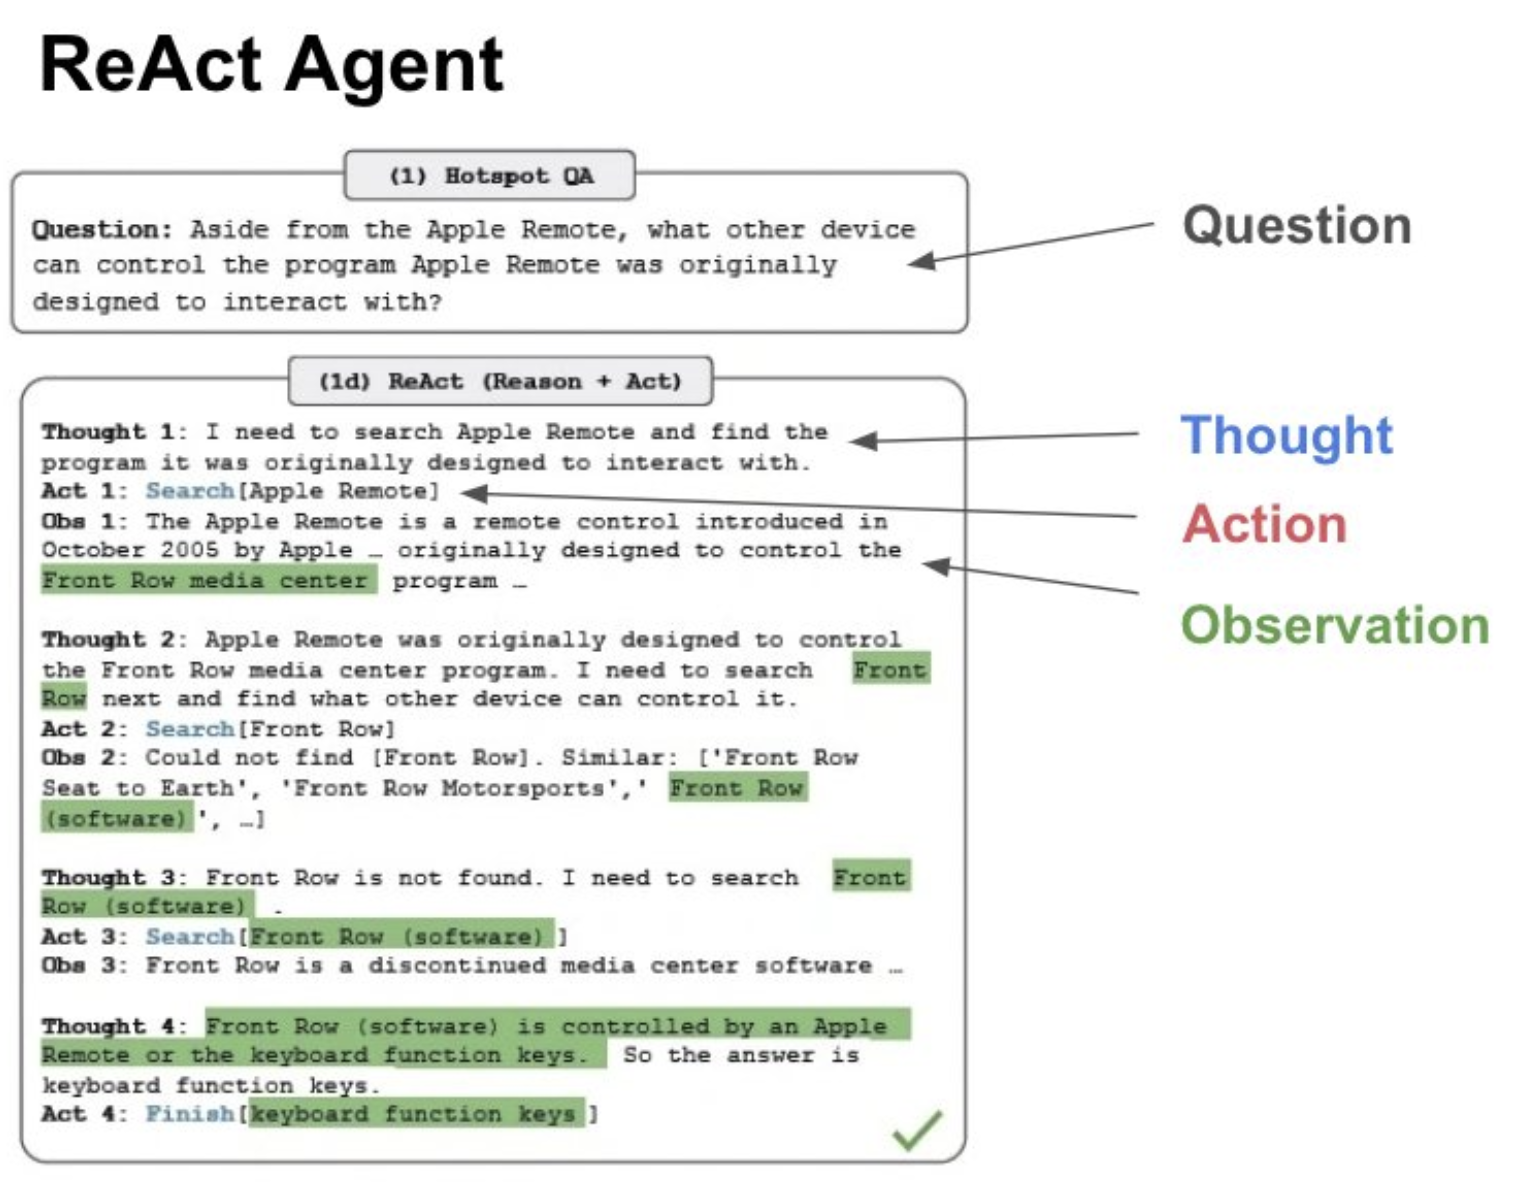 ReAct Agent
(1) Hotspot QA
Question: Aside from the Apple Remote, what other device
can control the program Apple Remote was originally
designed to interact with?
Question
(1d) ReAct (Reason + Act)
Thought 1: I need to search Apple Remote and find the
program it was originally designed to interact with.
Act 1: Search[Apple Remote]
Obs 1: The Apple Remote is a remote control introduced in
October 2005 by Apple … originally designed to control the
Front Row media center program …
Thought
Action
Observation
Thought 2: Apple Remote was originally designed to control
the Front Row media center program. I need to search Front
Row next and find what other device can control it.
Act 2: Search[Front Row]
Obs 2: Could not find [Front Row]. Similar: ['Front Row
Seat to Earth', 'Front Row Motorsports',' Front Row
(software)', …]
Thought 3: Front Row is not found. I need to search Front
Row (software) .
Act 3: Search[Front Row (software) ]
Obs 3: Front Row is a discontinued media center software …
Thought 4: Front Row (software) is controlled by an Apple
Remote or the keyboard function keys. So the answer is
keyboard function keys.
Act 4: Finish[keyboard function keys ]